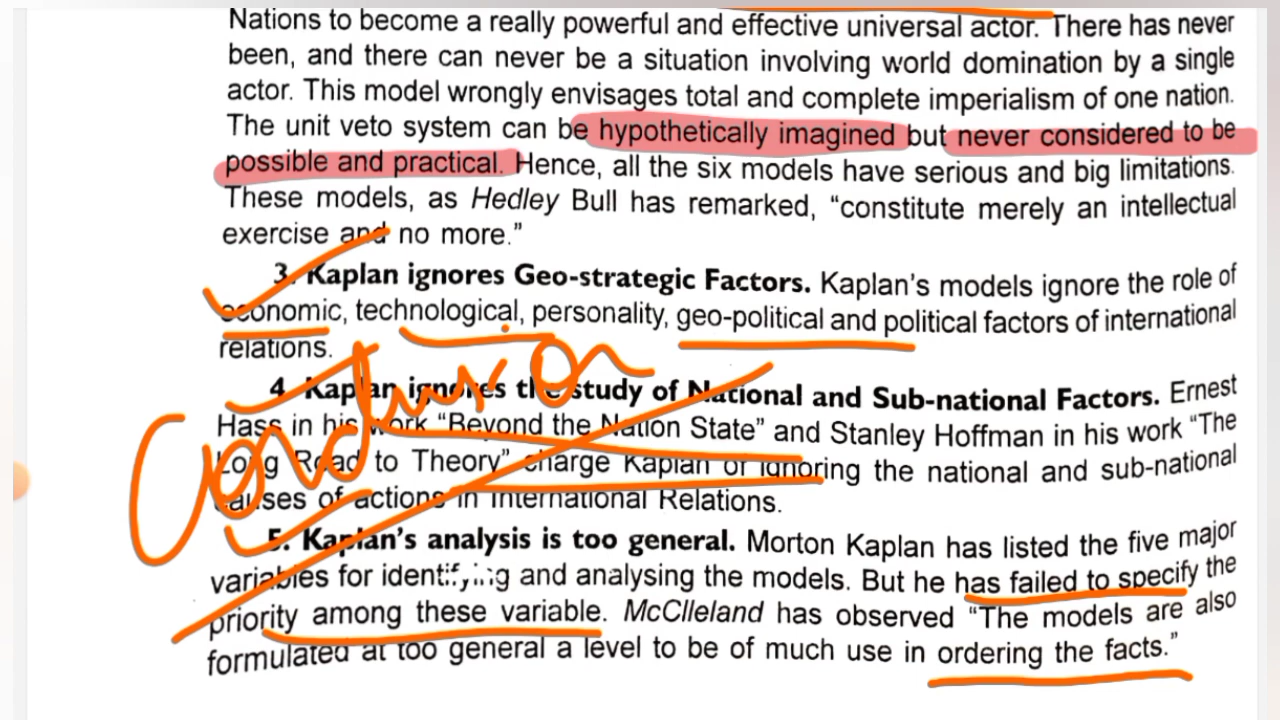 Nations to become a really powerful and effective universal actor. There has never
been, and there can never be a situation involving world domination by a single
actor. This model wrongly envisages total and complete imperialism of one nation.
The unit veto system can be hypothetically imagined but never considered to be
possible and practical. Hence, all the six models have serious and big limitations.
These models, as Hedley Bull has remarked, “constitute merely an intellectual
exercise and no more.”
3. Kaplan ignores Geo-strategic Factors. Kaplan’s models ignore the role of
economic, technological, personality, geo-political and political factors of international
relations.
4. Kaplan ignores the study of National and Sub-national Factors. Ernest
Hass in his work “Beyond the Nation State” and Stanley Hoffman in his work “The
Long Road to Theory” charge Kaplan of ignoring the national and sub-national
causes of actions in International Relations.
5. Kaplan’s analysis is too general. Morton Kaplan has listed the five major
variables for identifying and analysing the models. But he has failed to specify the
priority among these variable. McClleland has observed “The models are also
formulated at too general a level to be of much use in ordering the facts.”